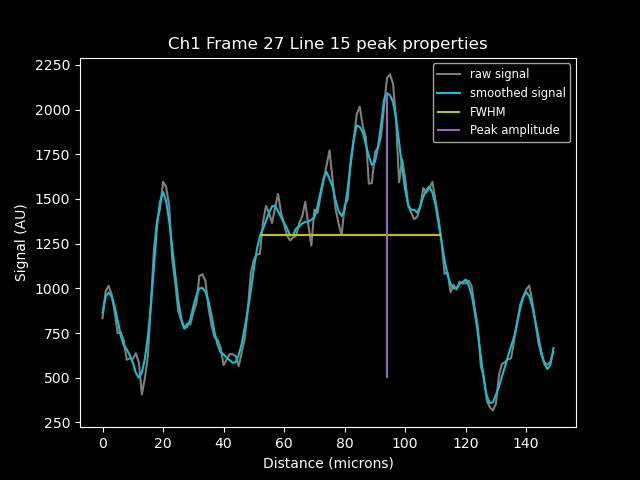 Ch1 Frame 27 Line 15 peak properties
raw signal
smoothed signal
FWHM
Peak amplitude
Signal (AU)
2250
2000
1750
1500
1250
1000
750
500
250
0 20 40 60 80 100 120 140
Distance (microns)